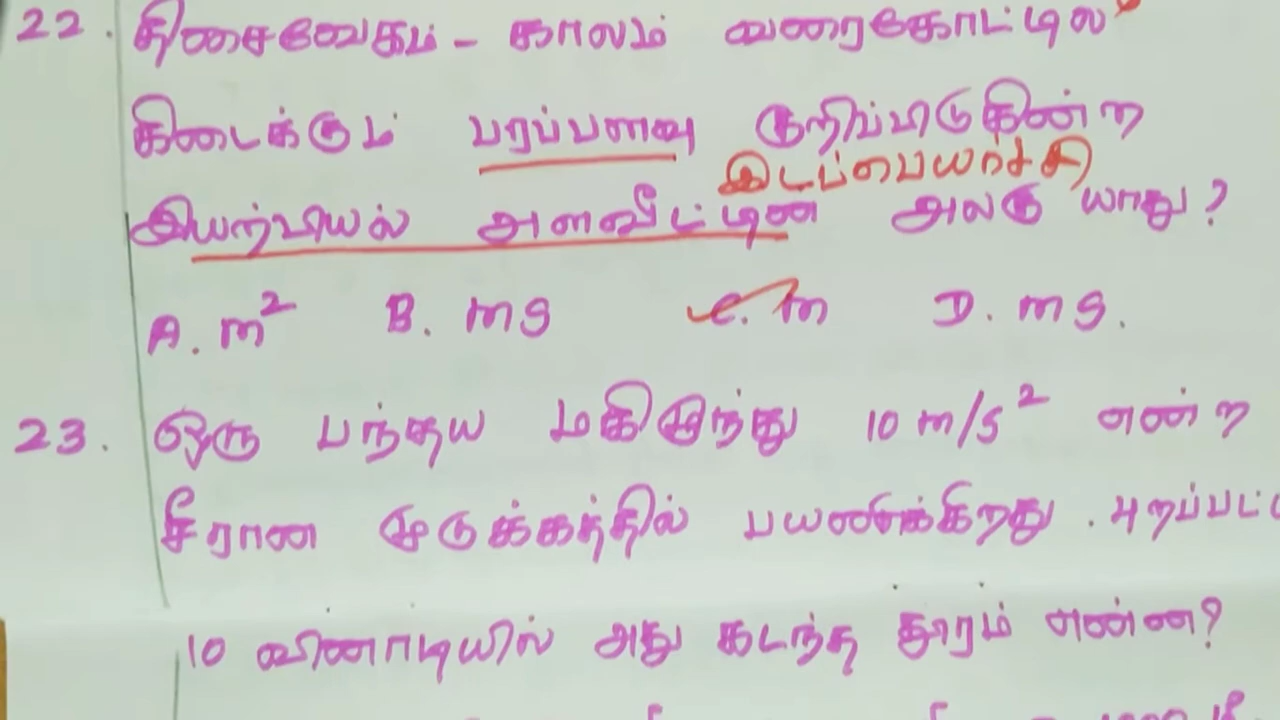 22. திசைவேகம் - காலம் வரைகோட்டில்
கிடைக்கும் பரப்பளவு குறிப்பிடுகின்ற
இடப்பெயர்ச்சி
இயற்பியல் அளவீட்டின் அலகு யாது?
A. m² B. ms C. m D. ms.
23. ஒரு பந்தய மகிழுந்து 10 m/s² என்ற
சீரான முடுக்கத்தில் பயணிக்கிறது. புறப்பட்ட
10 வினாடியில் அது கடந்த தூரம் என்ன?